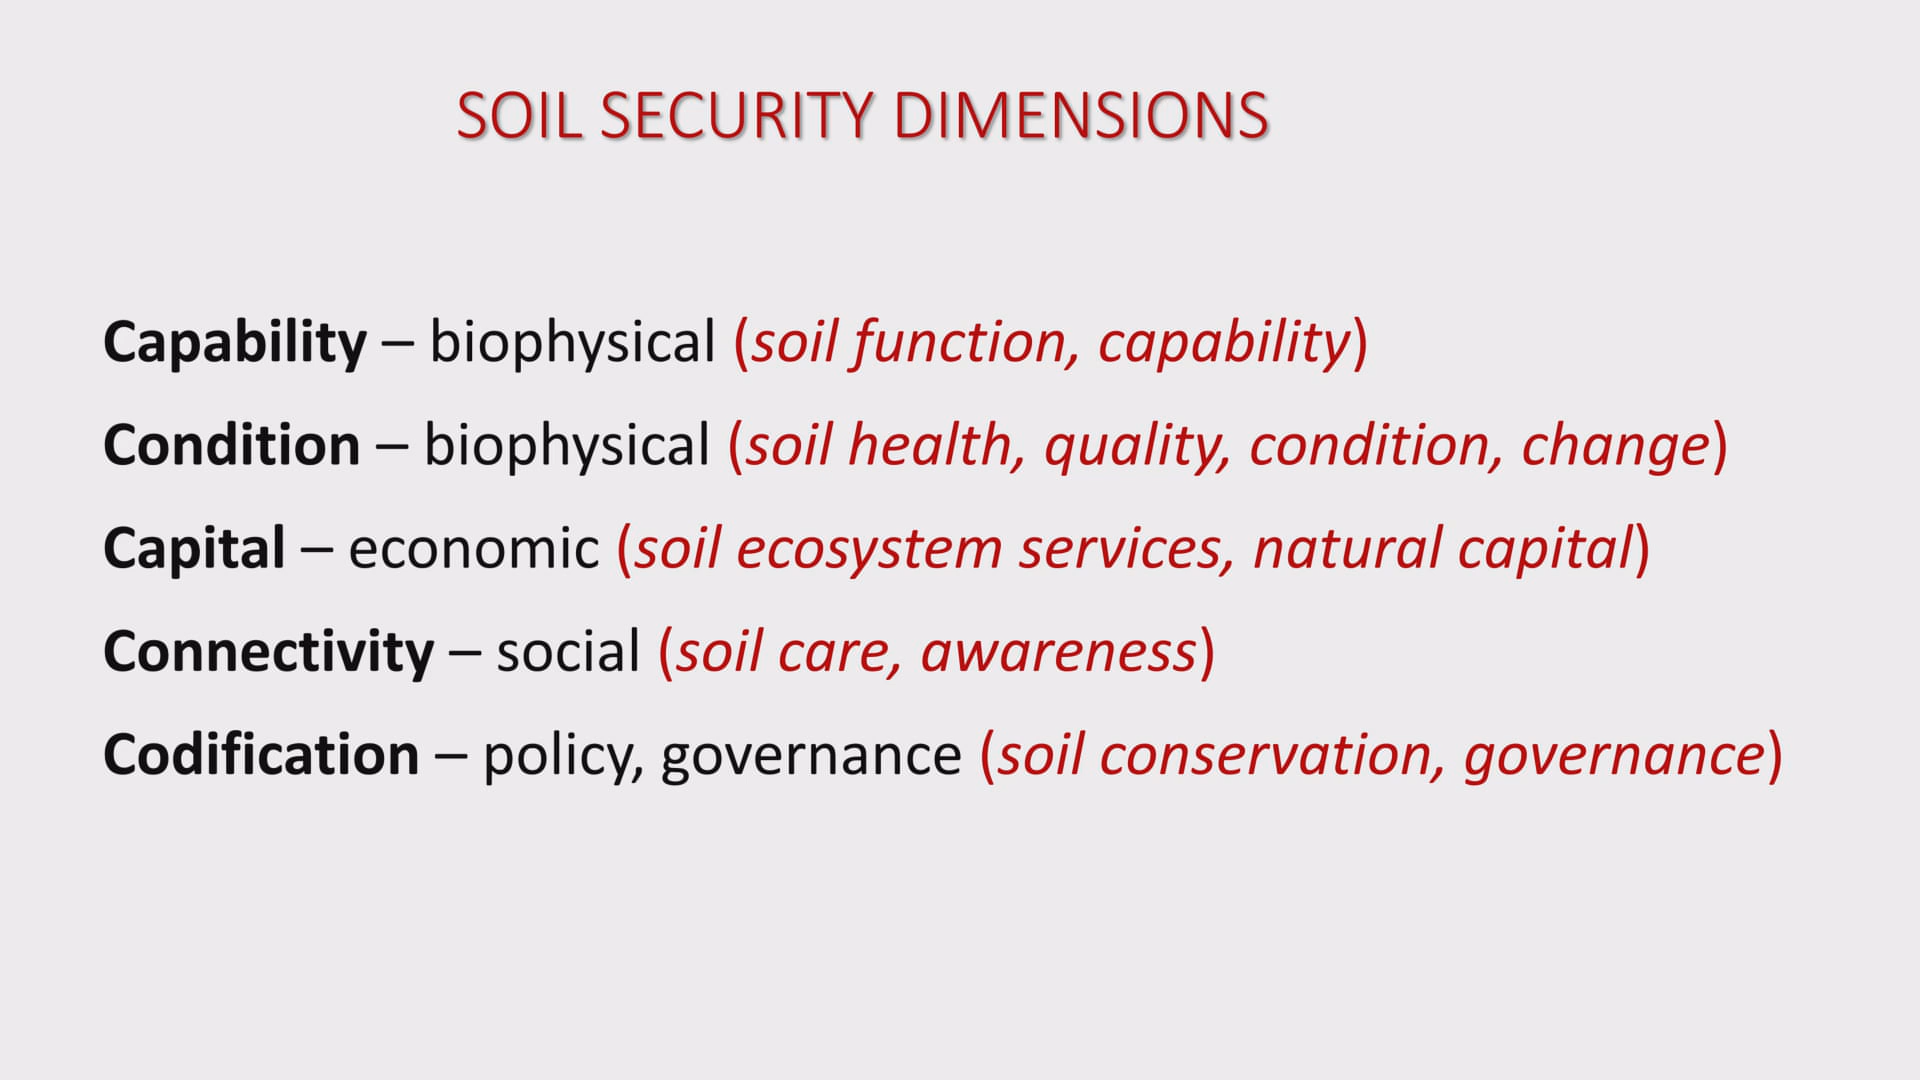 SOIL SECURITY DIMENSIONS
Capability – biophysical (soil function, capability)
Condition – biophysical (soil health, quality, condition, change)
Capital – economic (soil ecosystem services, natural capital)
Connectivity – social (soil care, awareness)
Codification – policy, governance (soil conservation, governance)